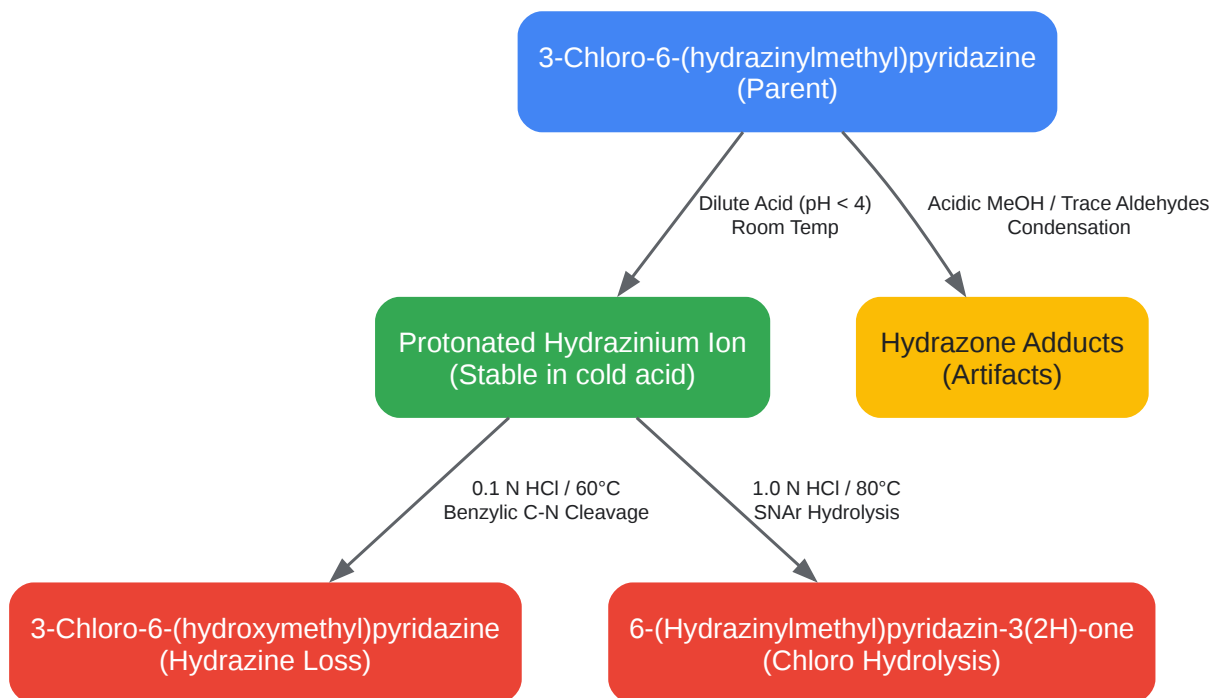 3-Chloro-6-(hydrazinylmethyl)pyridazine
(Parent)
Dilute Acid (pH < 4)
Room Temp
Acidic MeOH / Trace Aldehydes
Condensation
Protonated Hydrazinium Ion
(Stable in cold acid)
Hydrazone Adducts
(Artifacts)
0.1 N HCl / 60°C
Benzylic C-N Cleavage
1.0 N HCl / 80°C
SNAr Hydrolysis
3-Chloro-6-(hydroxymethyl)pyridazine
(Hydrazine Loss)
6-(Hydrazinylmethyl)pyridazin-3(2H)-one
(Chloro Hydrolysis)